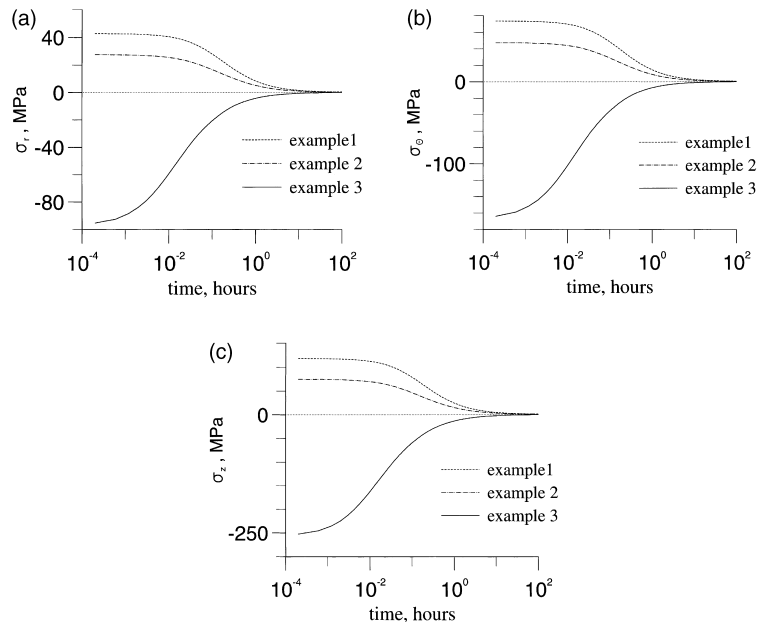 (a)
40
0
-40
-80
σr, MPa
example1
example 2
example 3
10-4
10-2
100
102
time, hours
(b)
0
-100
σΘ, MPa
example1
example 2
example 3
10-4
10-2
100
102
time, hours
(c)
0
-250
σz, MPa
example1
example 2
example 3
10-4
10-2
100
102
time, hours